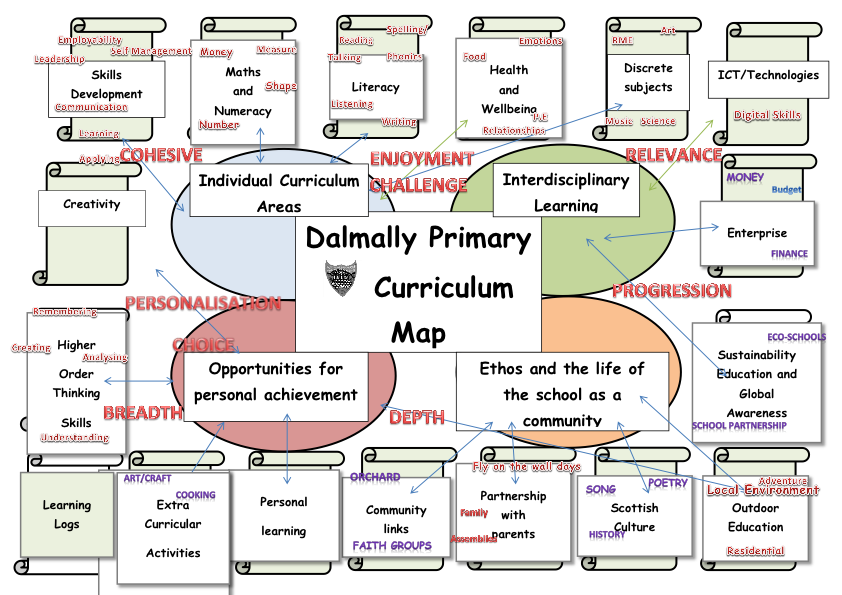 Employability
Self Management
Leadership
Skills
Development
Communication
Learning
Money
Measure
Maths
and
Shape
Numeracy
Number
Spelling/
Reading
Talking
Phonics
Literacy
Listening
Writing
Emotions
Food
Health
and
Wellbeing
P.E
Relationships
Art
RME
Discrete
subjects
Music Science
ICT/Technologies
Digital Skills
COHESIVE
ENJOYMENT
CHALLENGE
RELEVANCE
Applying
Creativity
Individual Curriculum
Areas
Interdisciplinary
Learning
MONEY
Budget
Enterprise
FINANCE
Dalmally Primary
Curriculum
Map
PERSONALISATION
PROGRESSION
CHOICE
BREADTH
DEPTH
Remembering
Higher
Creating
Analysing
Order
Thinking
Skills
Understanding
Opportunities for
personal achievement
Ethos and the life of
the school as a
community
ECO-SCHOOLS
Sustainability
Education and
Global
Awareness
SCHOOL PARTNERSHIP
Learning
Logs
ART/CRAFT
COOKING
Extra
Curricular
Activities
Personal
learning
ORCHARD
Community
links
FAITH GROUPS
Fly on the wall days
Partnership
with
Family
parents
Assemblies
SONG
POETRY
Scottish
Culture
HISTORY
Adventure
Local Environment
Outdoor
Education
Residential